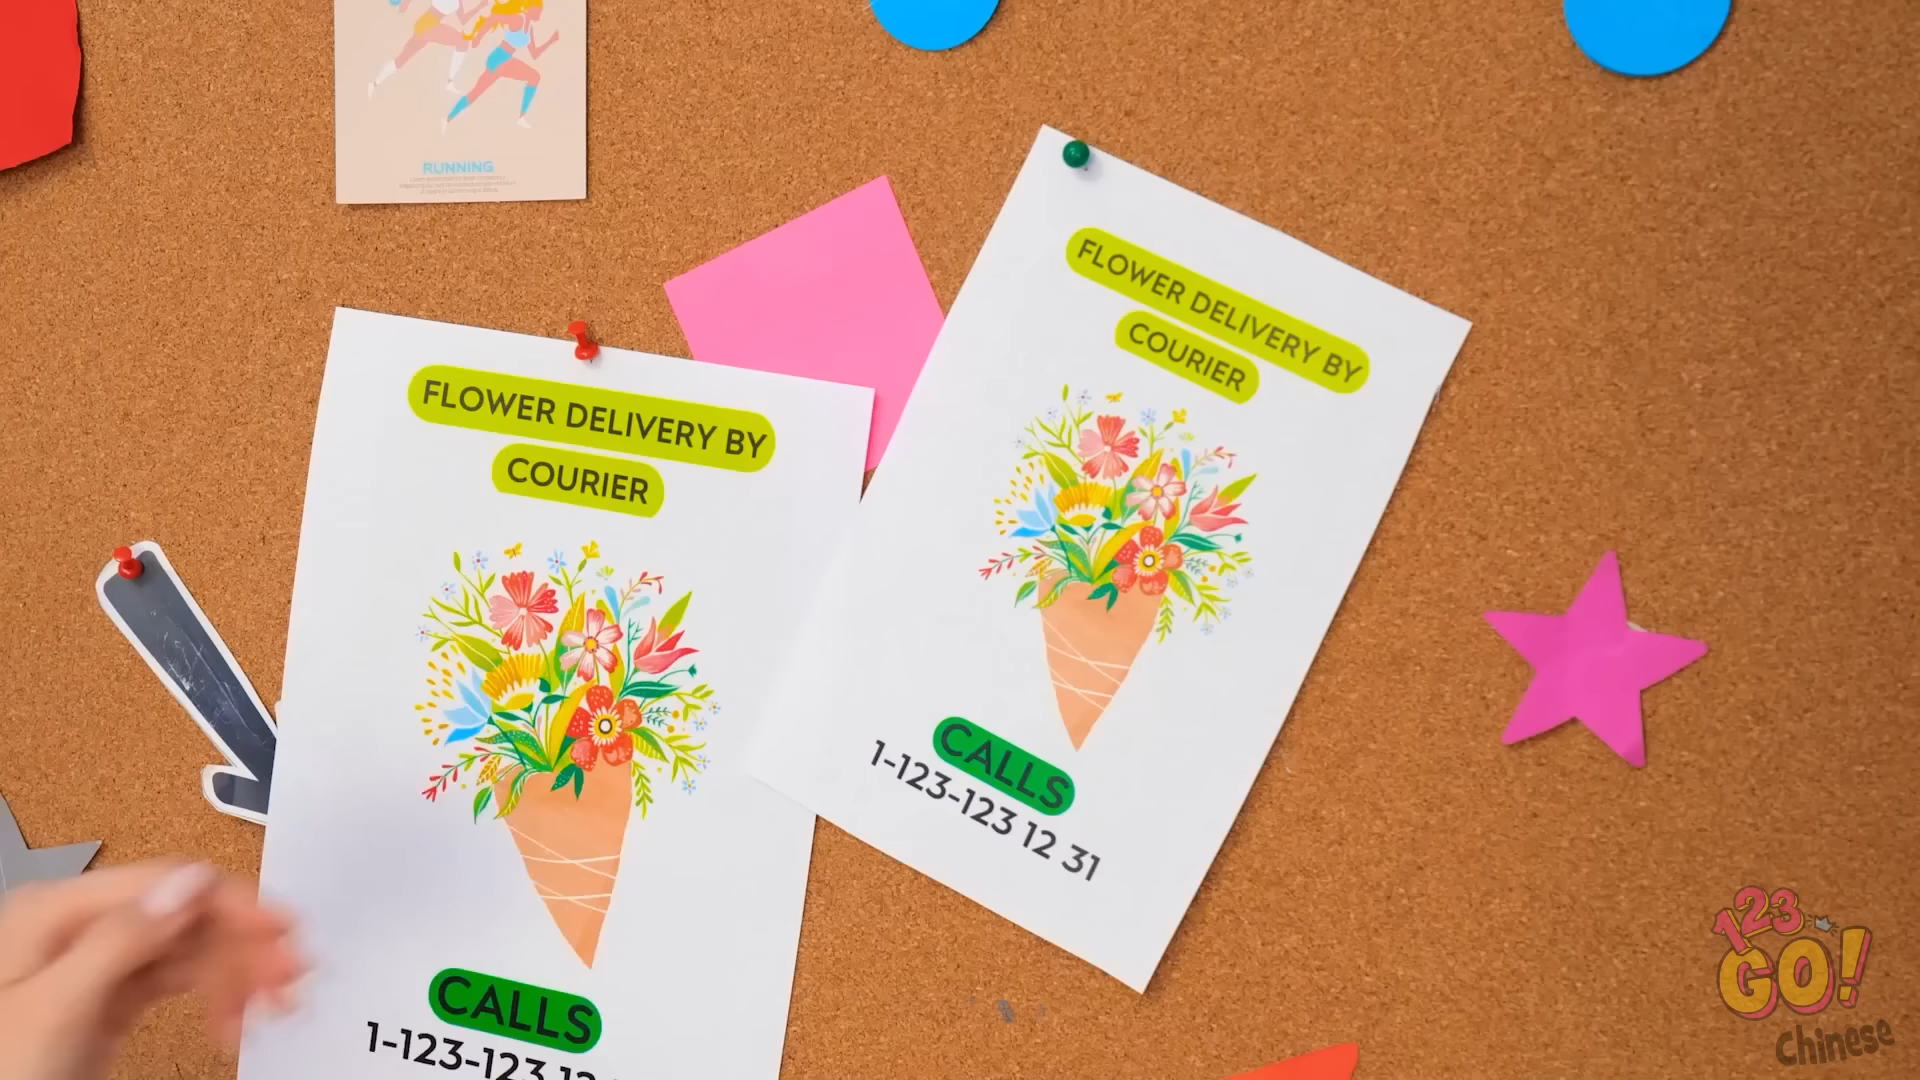 RUNNING
FLOWER DELIVERY BY
COURIER
CALLS
1-123-123 12 31
FLOWER DELIVERY BY
COURIER
CALLS
1-123-123 12
123
GO!
Chinese